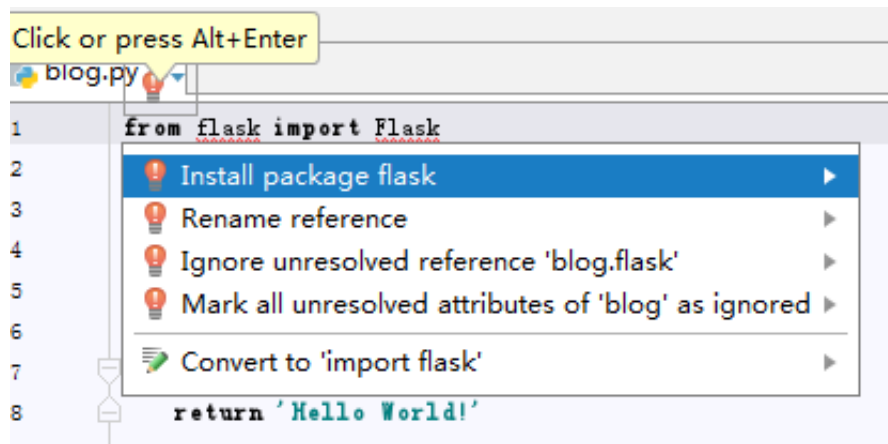 Click or press Alt+Enter
blog.py
1 from flask import Flask
2 Install package flask
3 Rename reference
4 Ignore unresolved reference 'blog.flask'
5 Mark all unresolved attributes of 'blog' as ignored
6
7 Convert to 'import flask'
8 return 'Hello World!'